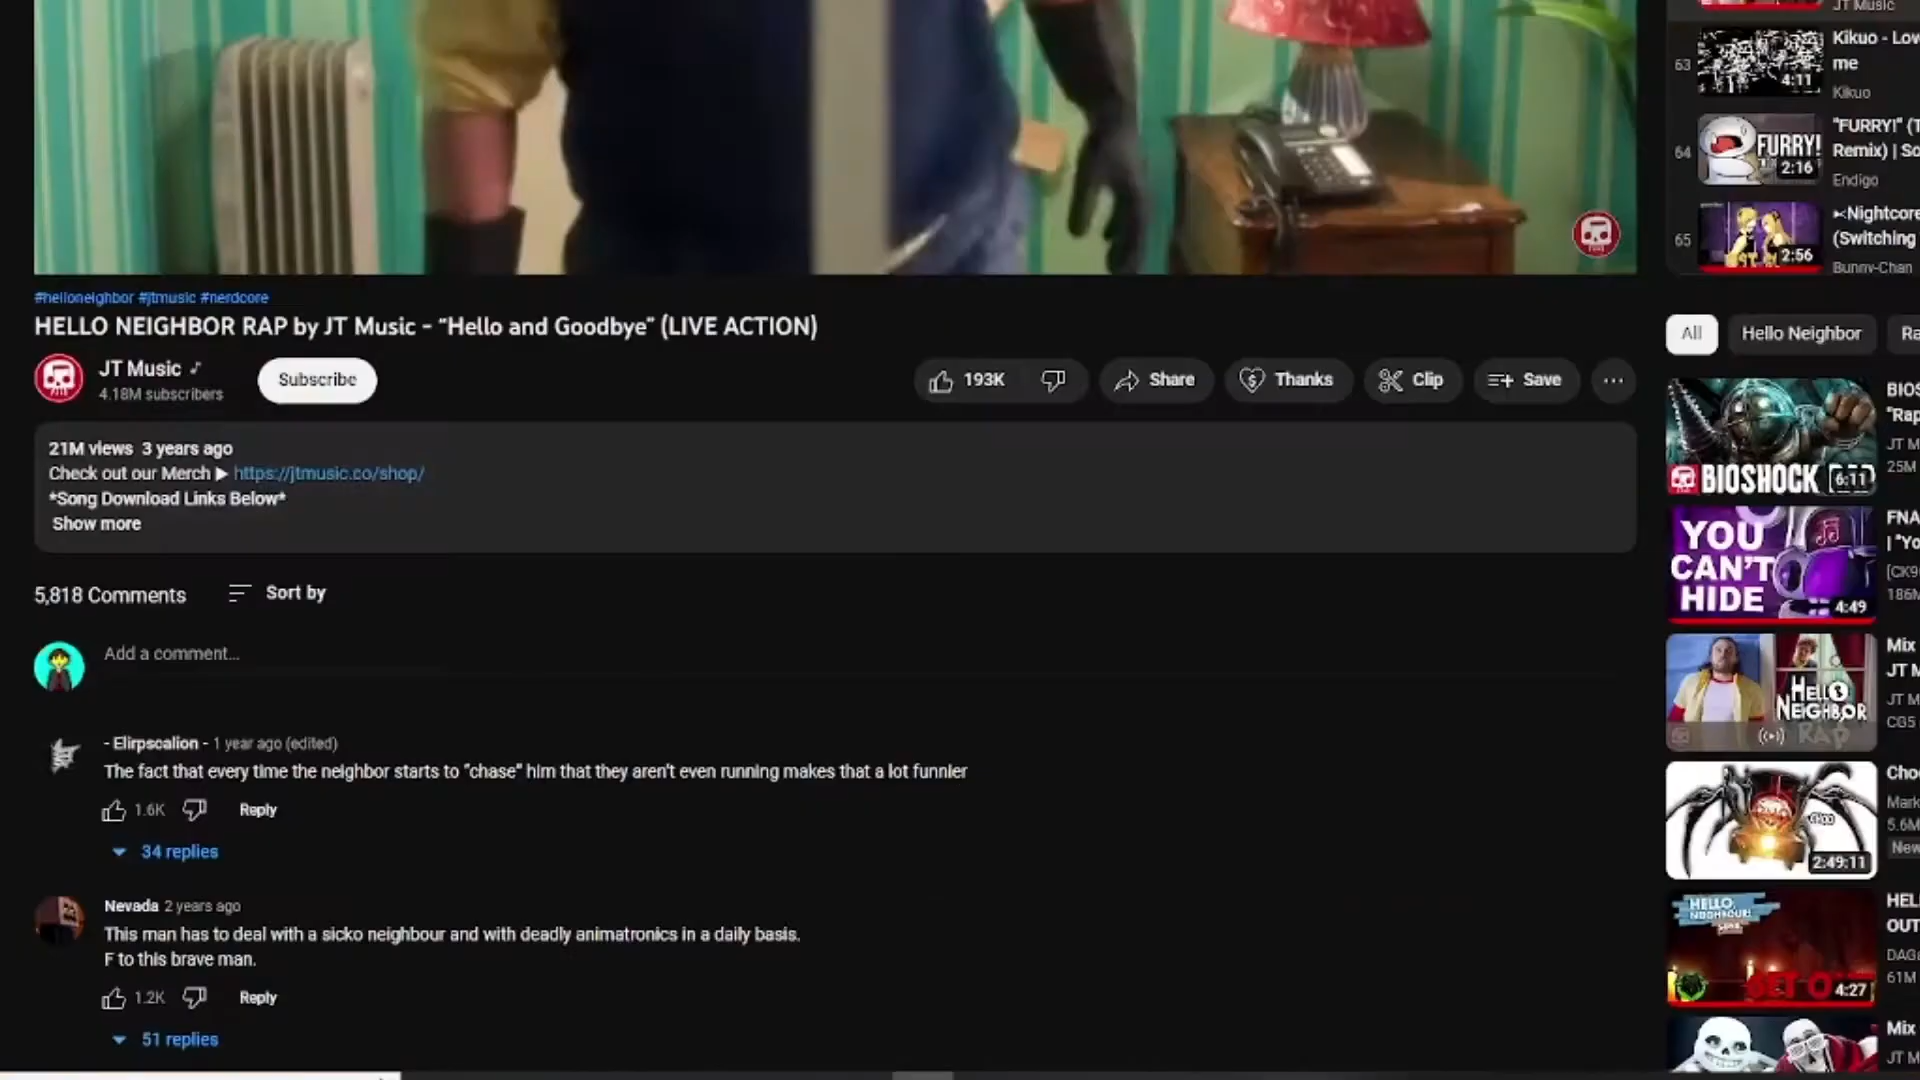 #helloneighbor #jtmusic #nerdcore
HELLO NEIGHBOR RAP by JT Music - "Hello and Goodbye" (LIVE ACTION)
JT Music
4.18M subscribers
Subscribe
193K
Share
Thanks
Clip
Save
21M views 3 years ago
Check out our Merch ▶ https://jtmusic.co/shop/
*Song Download Links Below*
Show more
5,818 Comments
Sort by
Add a comment...
- Elirpscalion - 1 year ago (edited)
The fact that every time the neighbor starts to "chase" him that they aren't even running makes that a lot funnier
1.6K
Reply
34 replies
Nevada 2 years ago
This man has to deal with a sicko neighbour and with deadly animatronics in a daily basis.
F to this brave man.
1.2K
Reply
51 replies
JT Music
63
4:11
Kikuo - Lov
me
Kikuo
64
FURRY!
2:16
"FURRY!" (T
Remix) | So
Endigo
65
2:56
⤙Nightcore
(Switching
Bunny-Chan
All
Hello Neighbor
Ra
BIOSHOCK
6:11
BIOS
"Rap
JT M
25M
YOU
CAN'T
HIDE
4:49
FNA
| "Yo
[CK9
186M
HELLO
NEIGHBOR
RAP
Mix
JT M
JT M
CG5
CHOO
2:49:11
Choo
Mark
5.6M
New
HELLO
NEIGHBOUR!
GET O
4:27
HEL
OUT
DAGa
61M
Mix
JT M